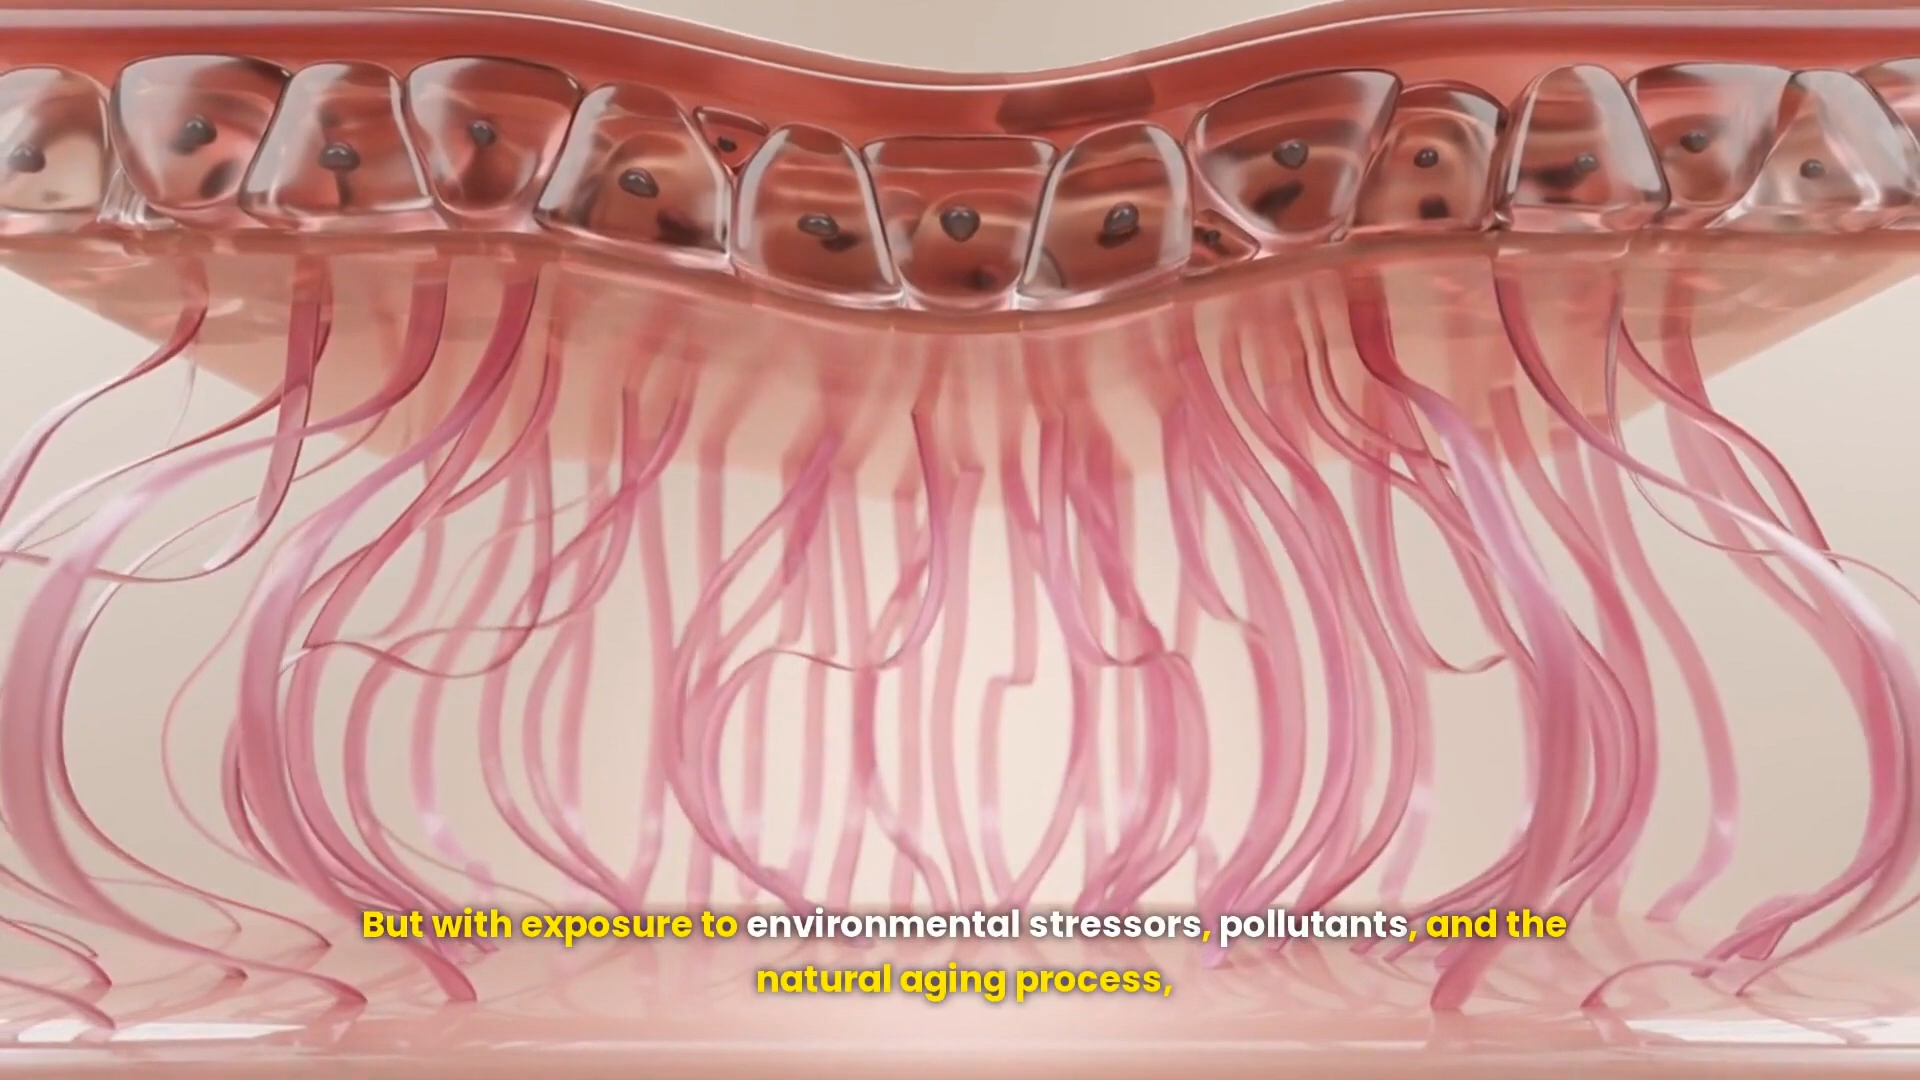 But with exposure to environmental stressors, pollutants, and the
natural aging process,